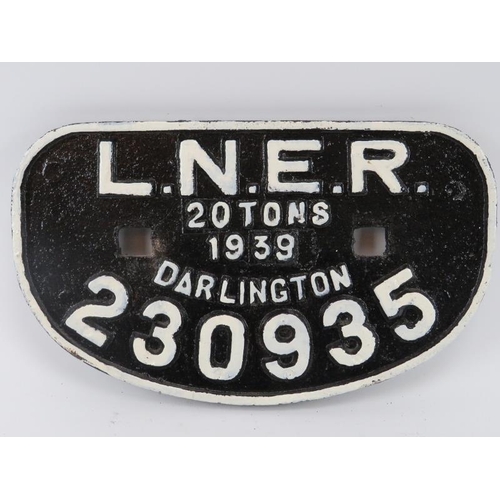 L.N.E.R.
20 TONS
1939
DARLINGTON
230935